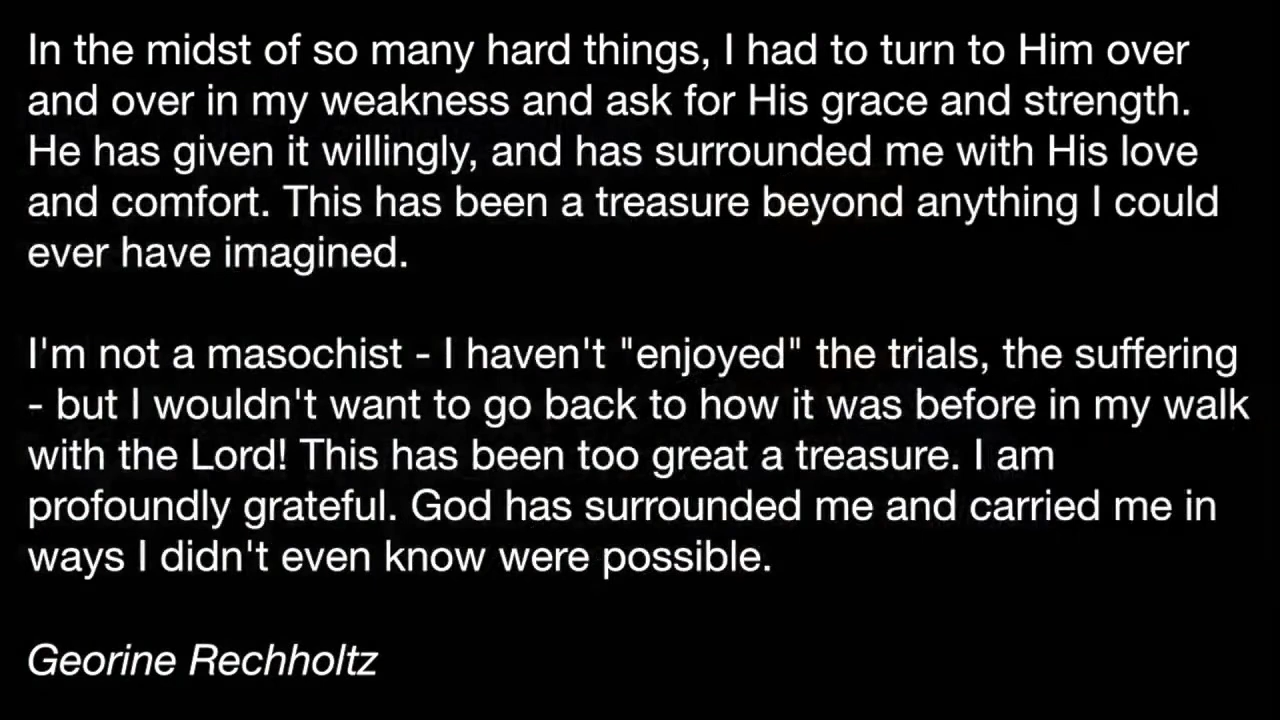 In the midst of so many hard things, I had to turn to Him over
and over in my weakness and ask for His grace and strength.
He has given it willingly, and has surrounded me with His love
and comfort. This has been a treasure beyond anything I could
ever have imagined.
I'm not a masochist - I haven't "enjoyed" the trials, the suffering
- but I wouldn't want to go back to how it was before in my walk
with the Lord! This has been too great a treasure. I am
profoundly grateful. God has surrounded me and carried me in
ways I didn't even know were possible.
Georine Rechholtz